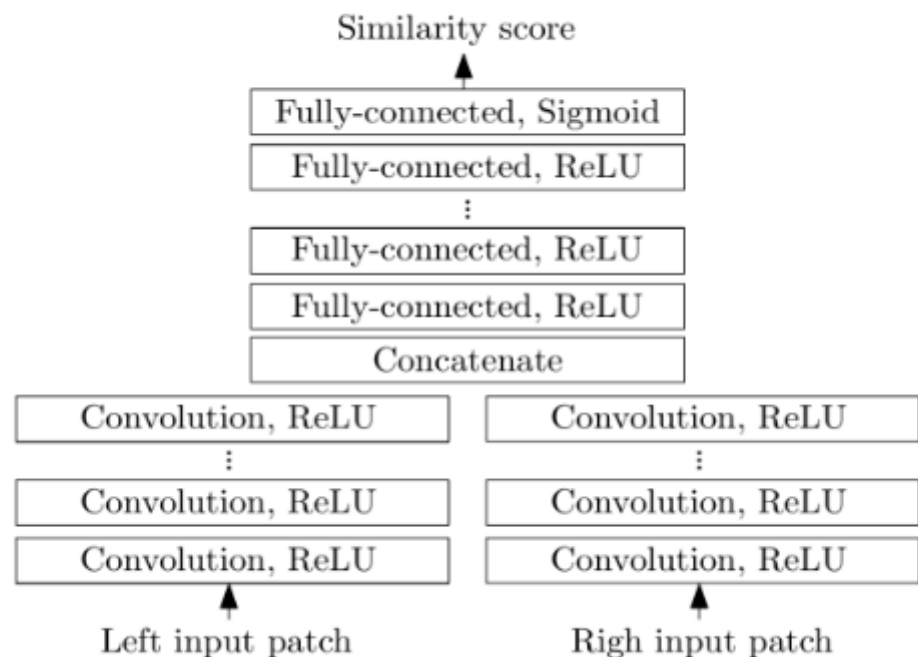 Similarity score
Fully-connected, Sigmoid
Fully-connected, ReLU
Fully-connected, ReLU
Fully-connected, ReLU
Concatenate
Convolution, ReLU Convolution, ReLU
Convolution, ReLU Convolution, ReLU
Convolution, ReLU Convolution, ReLU
Left input patch Righ input patch